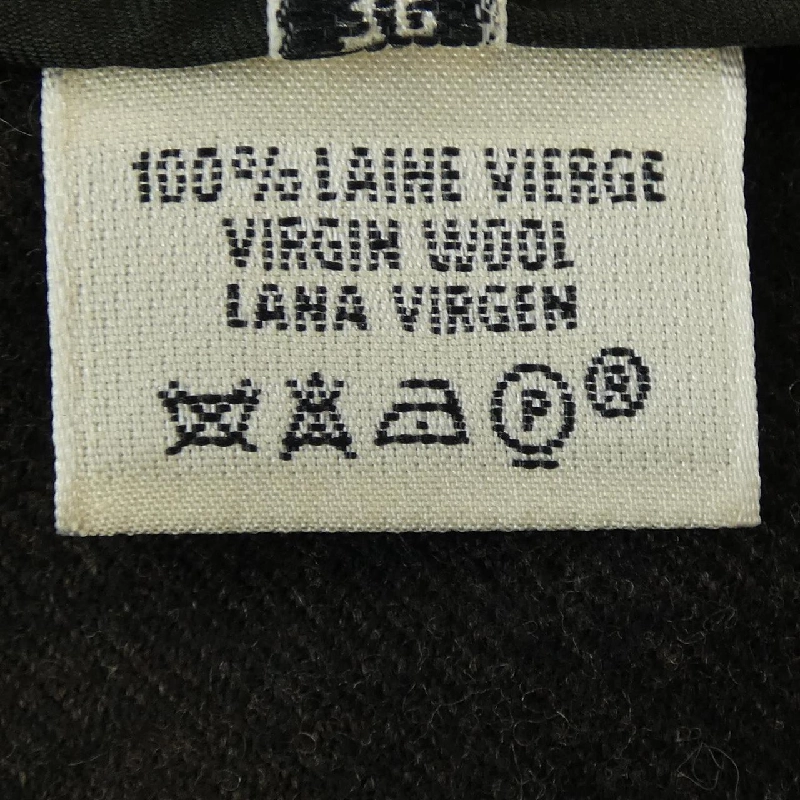 36
100% LAINE VIERGE
VIRGIN WOOL
LANA VIRGEN
P ®